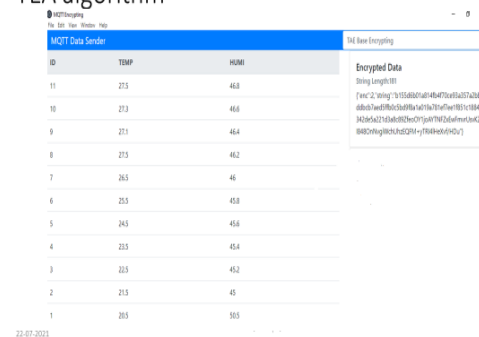 TEA algorithm
MQTTEncrypting
File Edit View Window Help
MQTT Data Sender
TAE Base Encrypting
ID TEMP HUMI
11 27.5 46.8
10 27.3 46.6
9 27.1 46.4
8 27.5 46.2
7 26.5 46
6 25.5 45.8
5 24.5 45.6
4 23.5 45.4
3 22.5 45.2
2 21.5 45
1 20.5 50.5
Encrypted Data
String Length:181
22-07-2021